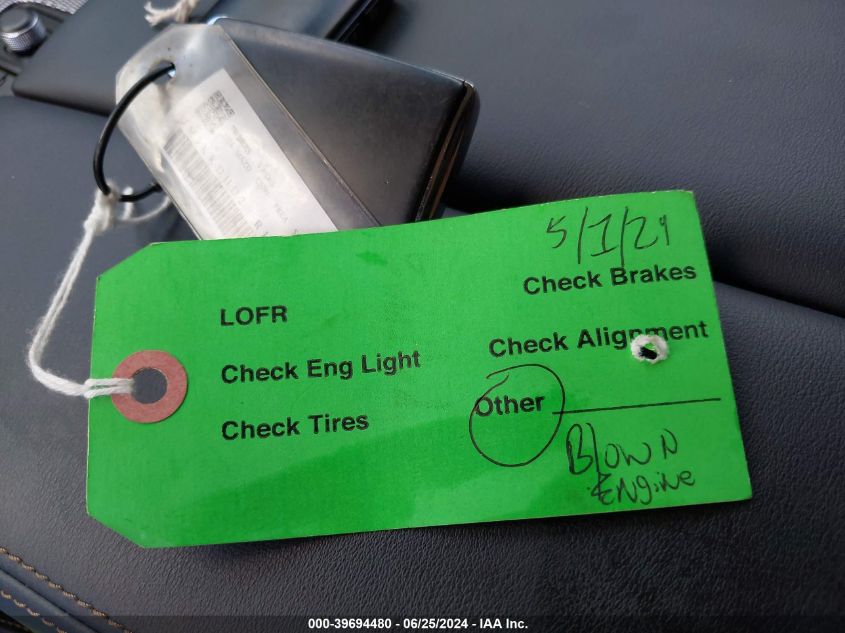 5/1/24
Check Brakes
LOFR
Check Alignment
Check Eng Light
Other
Check Tires
Blown
Engine
000-39694480 - 06/25/2024 - IAA Inc.